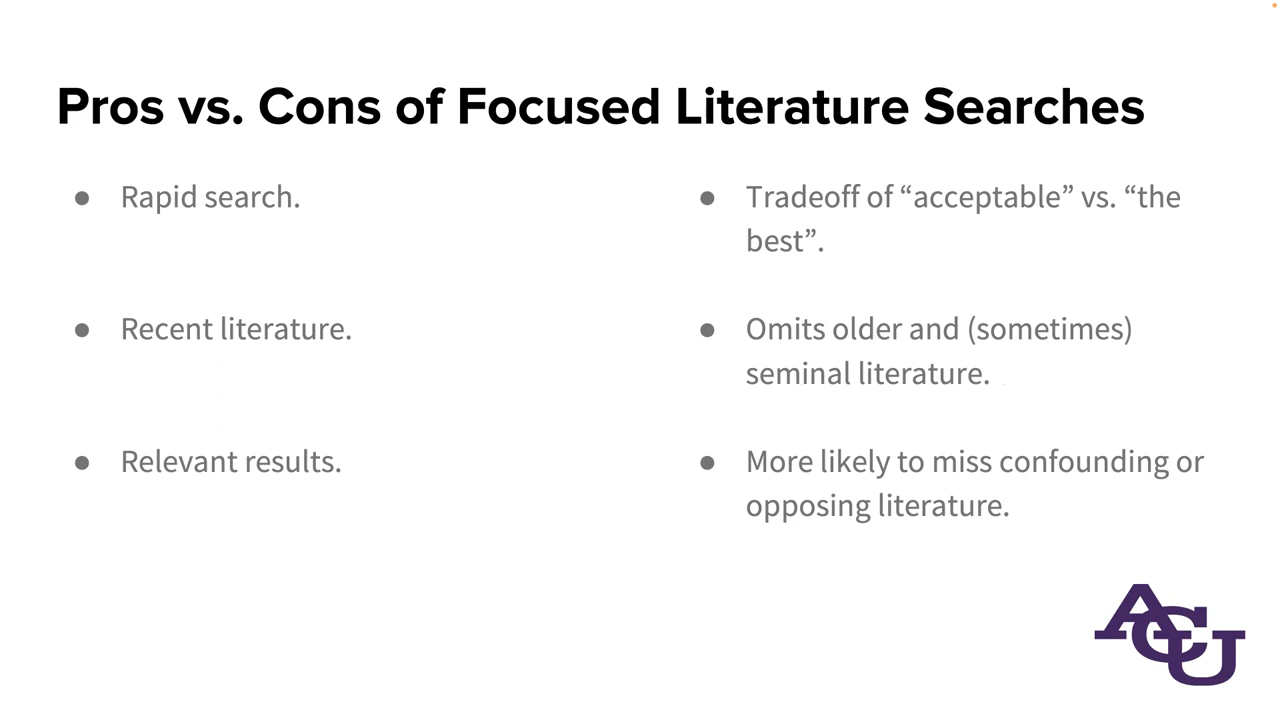 Pros vs. Cons of Focused Literature Searches
● Rapid search.
● Recent literature.
● Relevant results.
● Tradeoff of “acceptable” vs. “the
best”.
● Omits older and (sometimes)
seminal literature.
● More likely to miss confounding or
opposing literature.
ACU